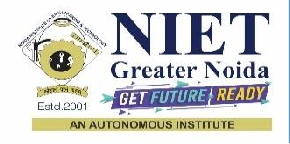 NIET
Greater Noida
GET FUTURE READY
Estd.2001
AN AUTONOMOUS INSTITUTE